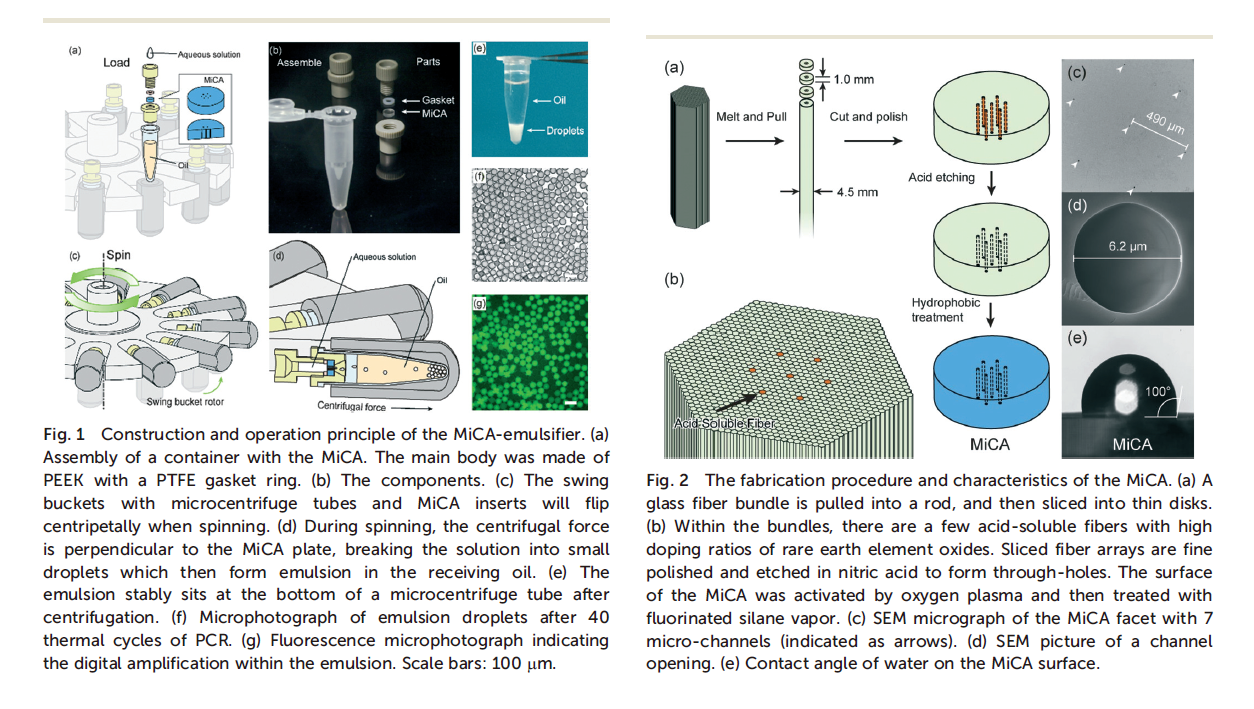 (a)
Load
Aqueous solution
MiCA
Oil
(b)
Assemble
Parts
Gasket
MiCA
(e)
Oil
Droplets
(f)
(c)
Spin
Swing bucket rotor
(d)
Aqueous solution
Oil
Centrifugal force
(g)
Fig. 1 Construction and operation principle of the MiCA-emulsifier. (a)
Assembly of a container with the MiCA. The main body was made of
PEEK with a PTFE gasket ring. (b) The components. (c) The swing
buckets with microcentrifuge tubes and MiCA inserts will flip
centripetally when spinning. (d) During spinning, the centrifugal force
is perpendicular to the MiCA plate, breaking the solution into small
droplets which then form emulsion in the receiving oil. (e) The
emulsion stably sits at the bottom of a microcentrifuge tube after
centrifugation. (f) Microphotograph of emulsion droplets after 40
thermal cycles of PCR. (g) Fluorescence microphotograph indicating
the digital amplification within the emulsion. Scale bars: 100 μm.
(a)
Melt and Pull
1.0 mm
Cut and polish
4.5 mm
Acid etching
Hydrophobic
treatment
MiCA
(b)
Acid-Soluble Fiber
(c)
490 μm
(d)
6.2 μm
(e)
100°
MiCA
Fig. 2 The fabrication procedure and characteristics of the MiCA. (a) A
glass fiber bundle is pulled into a rod, and then sliced into thin disks.
(b) Within the bundles, there are a few acid-soluble fibers with high
doping ratios of rare earth element oxides. Sliced fiber arrays are fine
polished and etched in nitric acid to form through-holes. The surface
of the MiCA was activated by oxygen plasma and then treated with
fluorinated silane vapor. (c) SEM micrograph of the MiCA facet with 7
micro-channels (indicated as arrows). (d) SEM picture of a channel
opening. (e) Contact angle of water on the MiCA surface.